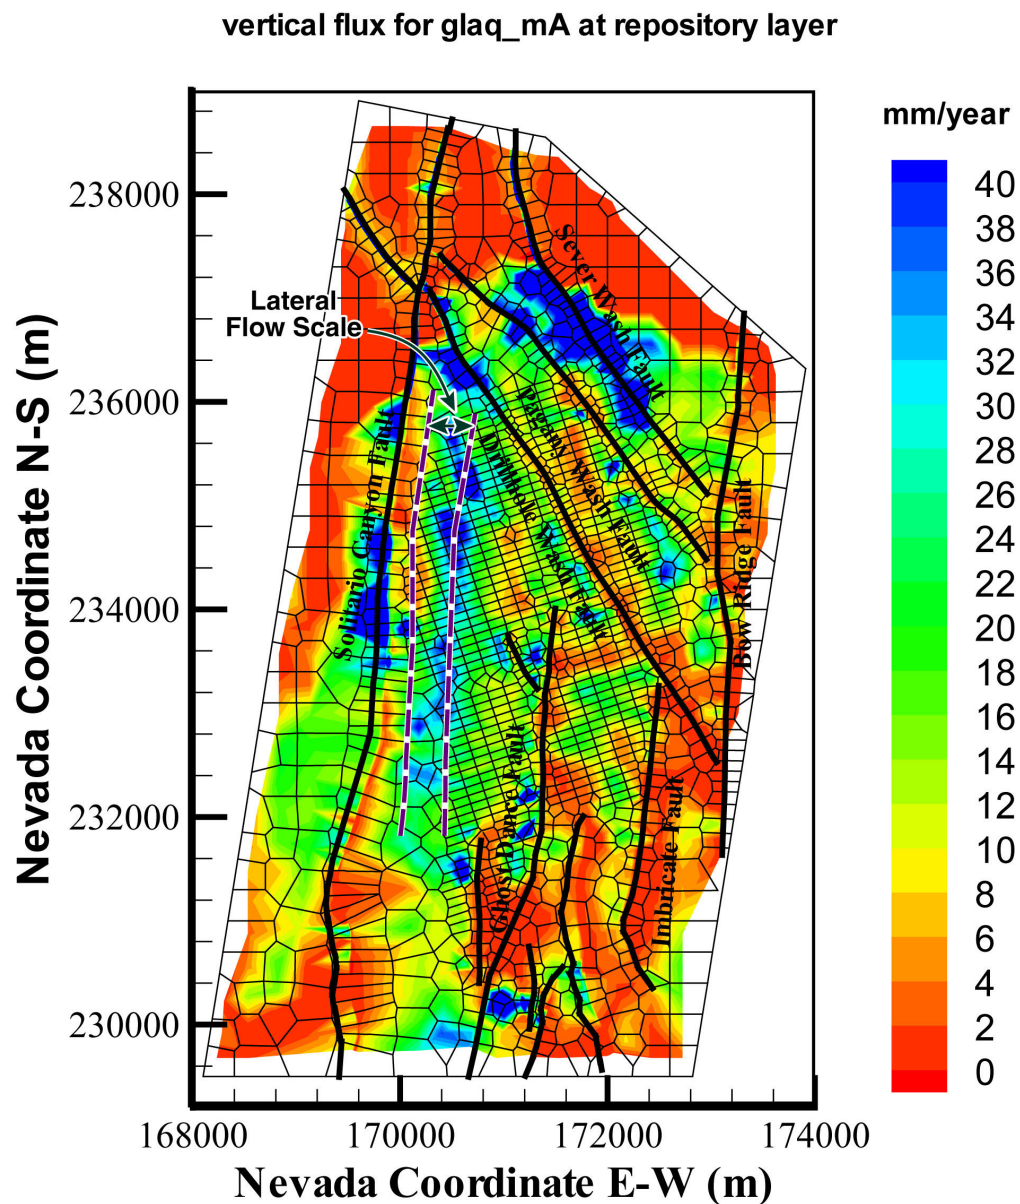 vertical flux for glaq_mA at repository layer
mm/year
40
38
36
34
32
30
28
26
24
22
20
18
16
14
12
10
8
6
4
2
0
Nevada Coordinate N-S (m)
238000
236000
234000
232000
230000
Lateral
Flow Scale
Sever Wash Fault
Pagany Wash Fault
Drillhole Wash Fault
Solitario Canyon Fault
Bow Ridge Fault
Ghost Dance Fault
Imbricate Fault
168000
170000
172000
174000
Nevada Coordinate E-W (m)